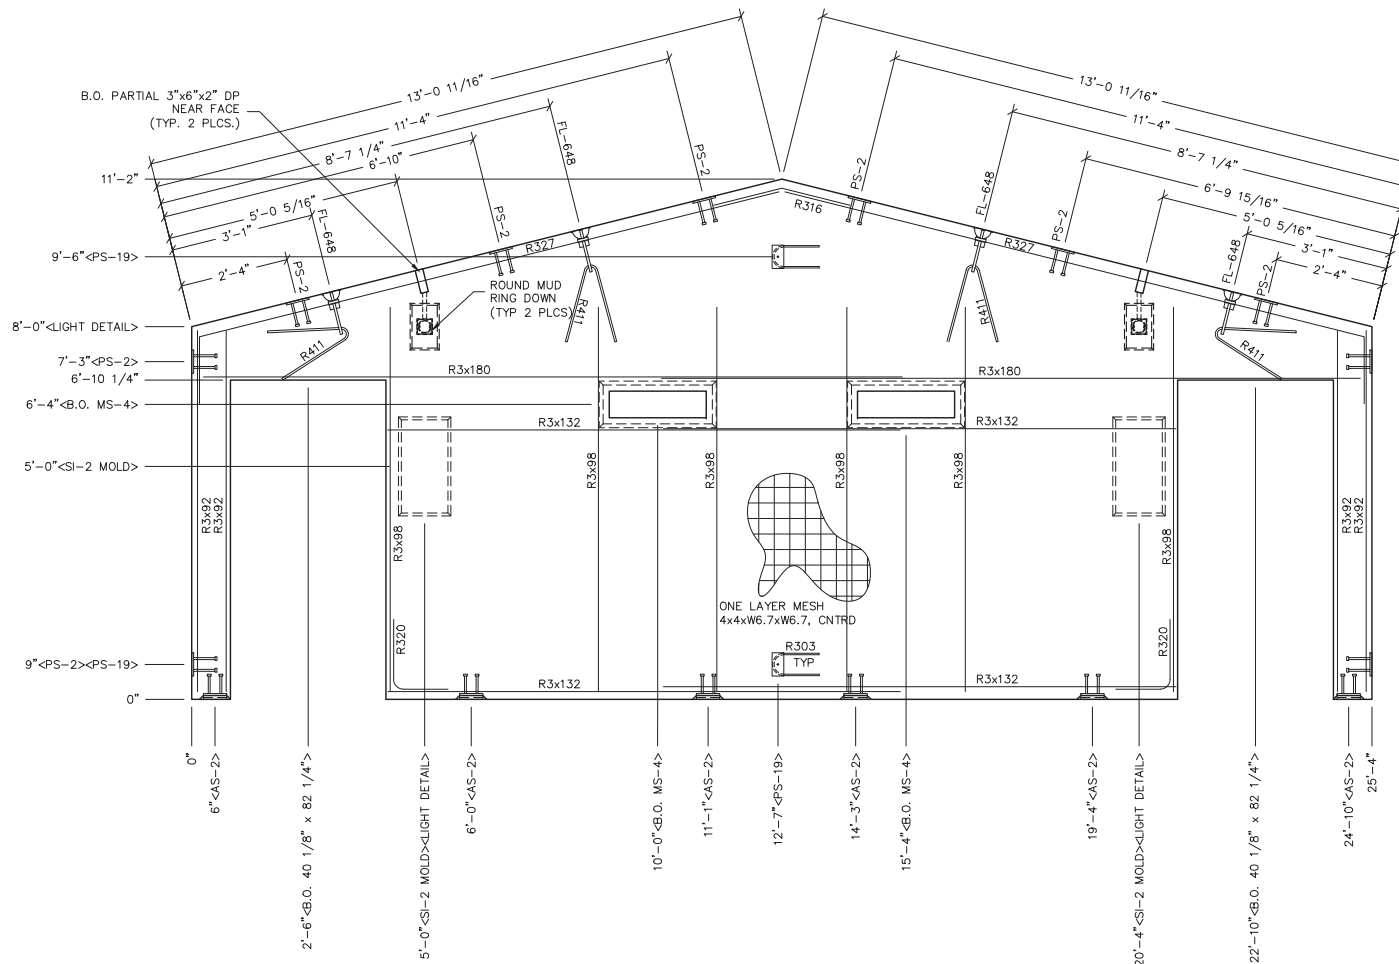 13'-0 11/16"
11'-4"
8'-7 1/4"
6'-10"
5'-0 5/16"
3'-1"
2'-4"
PS-2
FL-648
PS-2
FL-648
PS-2
13'-0 11/16"
11'-4"
8'-7 1/4"
6'-9 15/16"
5'-0 5/16"
3'-1"
2'-4"
PS-2
FL-648
PS-2
FL-648
PS-2
B.O. PARTIAL 3"x6"x2" DP
NEAR FACE
(TYP. 2 PLCS.)
11'-2"
9'-6"<PS-19>
8'-0"<LIGHT DETAIL>
7'-3"<PS-2>
6'-10 1/4"
6'-4"<B.O. MS-4>
5'-0"<SI-2 MOLD>
9"<PS-2><PS-19>
0"
R316
R327
R327
ROUND MUD
RING DOWN
(TYP 2 PLCS)
R411
R411
R411
R411
R3x180
R3x180
R3x132
R3x132
R3x92
R3x92
R3x98
R3x98
R3x98
R3x98
R3x98
R3x98
R3x92
R3x92
ONE LAYER MESH
4x4xW6.7xW6.7, CNTRD
R320
R320
R303
TYP
R3x132
R3x132
0"
6"<AS-2>
2'-6"<B.O. 40 1/8" x 82 1/4">
5'-0"<SI-2 MOLD><LIGHT DETAIL>
6'-0"<AS-2>
10'-0"<B.O. MS-4>
11'-1"<AS-2>
12'-7"<PS-19>
14'-3"<AS-2>
15'-4"<B.O. MS-4>
19'-4"<AS-2>
20'-4"<SI-2 MOLD><LIGHT DETAIL>
22'-10"<B.O. 40 1/8" x 82 1/4">
24'-10"<AS-2>
25'-4"